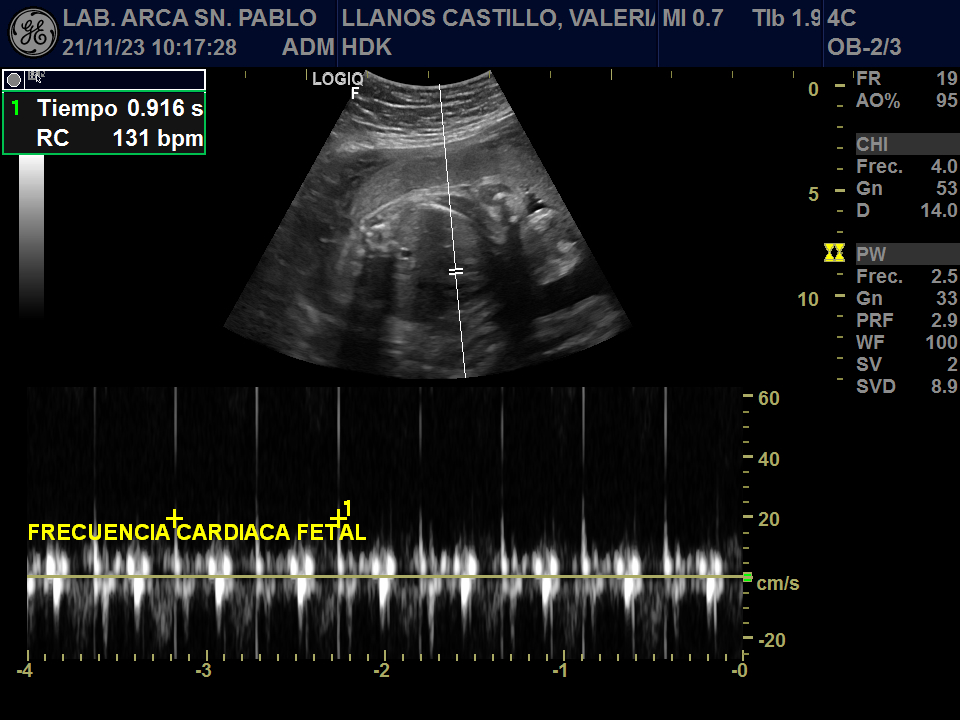 GE
LAB. ARCA SN. PABLO LLANOS CASTILLO, VALERIA MI 0.7 TIb 1.9 4C
21/11/23 10:17:28 ADM HDK OB-2/3
LOGIQ
F
1 Tiempo 0.916 s
RC 131 bpm
0
5
10
FR 19
AO% 95
CHI
Frec. 4.0
Gn 53
D 14.0
PW
Frec. 2.5
Gn 33
PRF 2.9
WF 100
SV 2
SVD 8.9
60
40
20
cm/s
-20
1
FRECUENCIA CARDIACA FETAL
-4 -3 -2 -1 -0